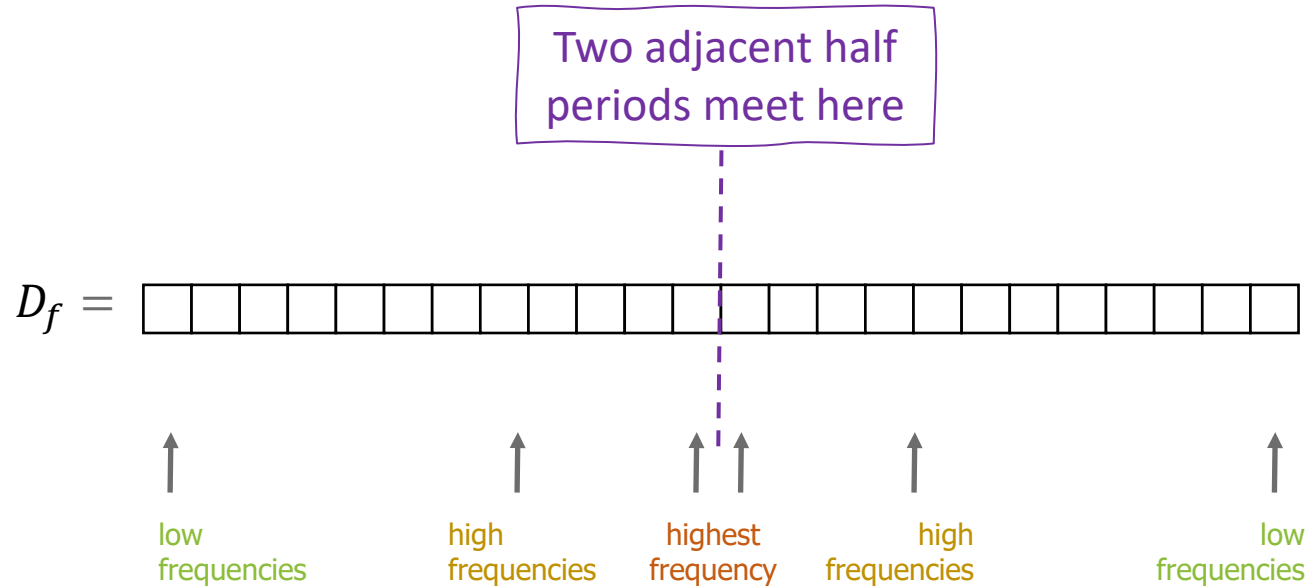 Two adjacent half
periods meet here
D_f =
low
frequencies
high
frequencies
highest
frequency
high
frequencies
low
frequencies